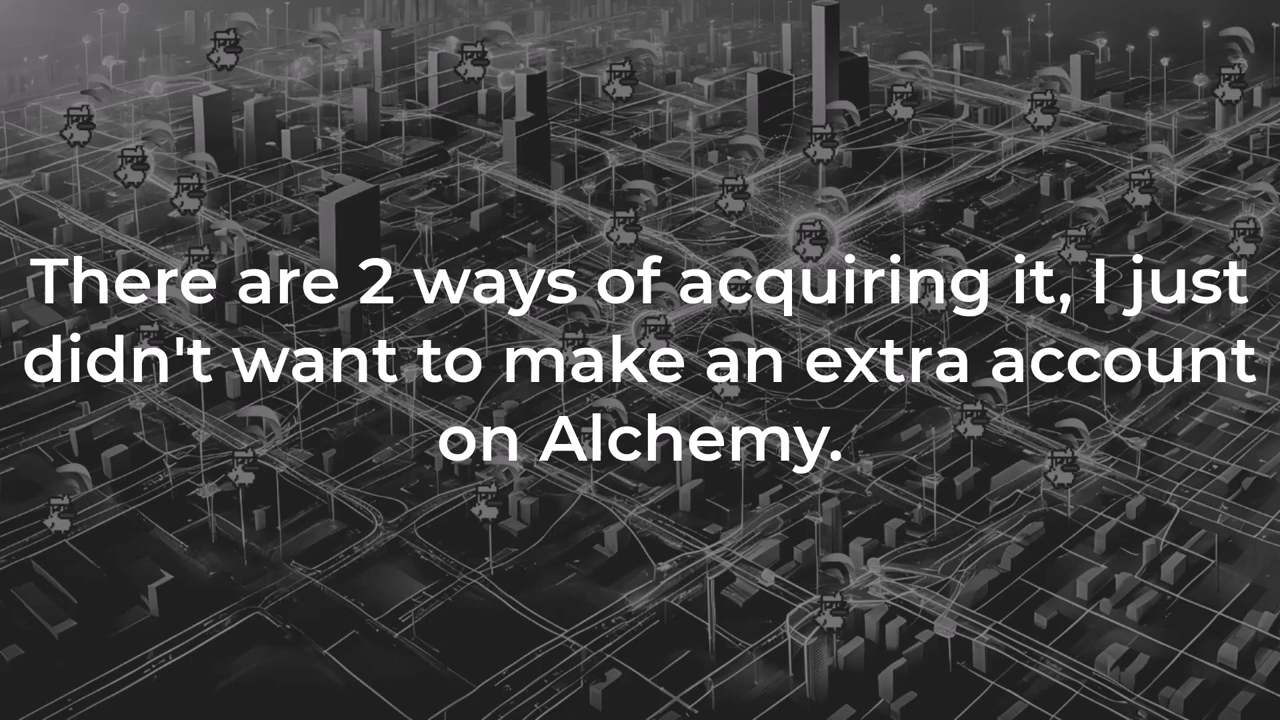 There are 2 ways of acquiring it, I just
didn't want to make an extra account
on Alchemy.